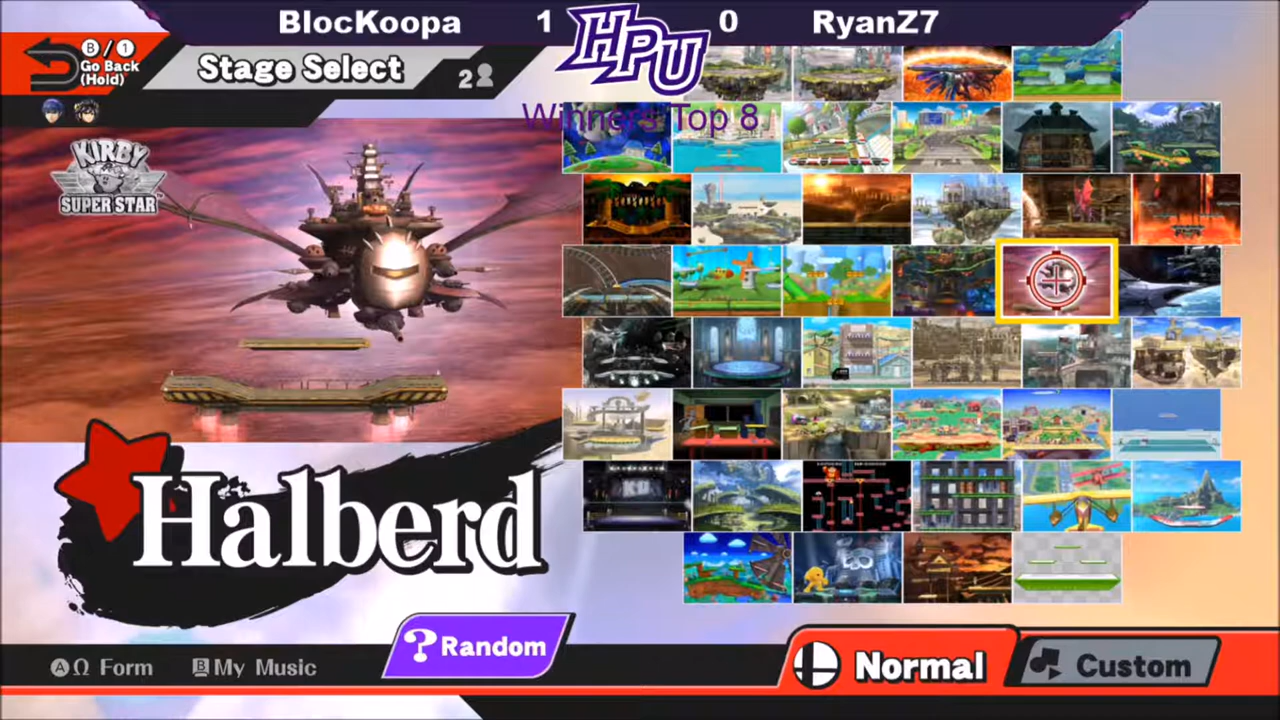 BlocKoopa 1 HPU 0 RyanZ7
B / 1
Go Back
(Hold)
Stage Select
2
Winners Top 8
KIRBY
SUPER STAR
Halberd
? Random
A Ω Form
B My Music
Normal
Custom